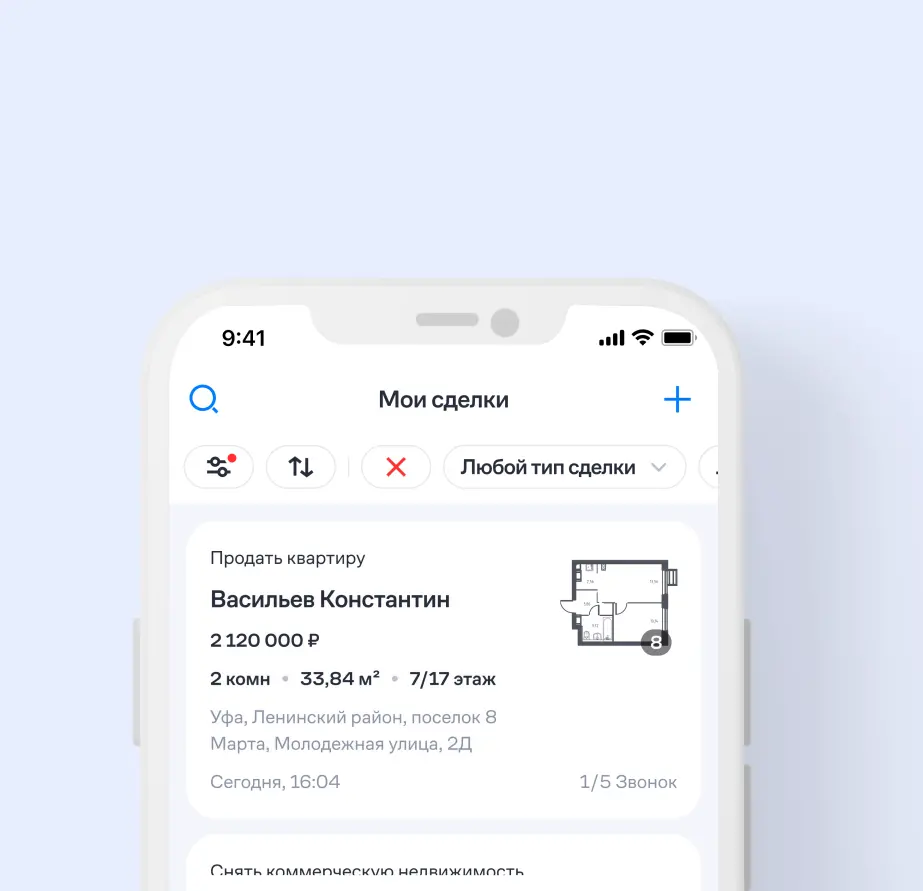 9:41
Мои сделки
Любой тип сделки
Продать квартиру
Васильев Константин
2 120 000 ₽
2 комн • 33,84 м² • 7/17 этаж
8
Уфа, Ленинский район, поселок 8
Марта, Молодежная улица, 2Д
Сегодня, 16:04
1/5 Звонок
Снять коммерческую недвижимость